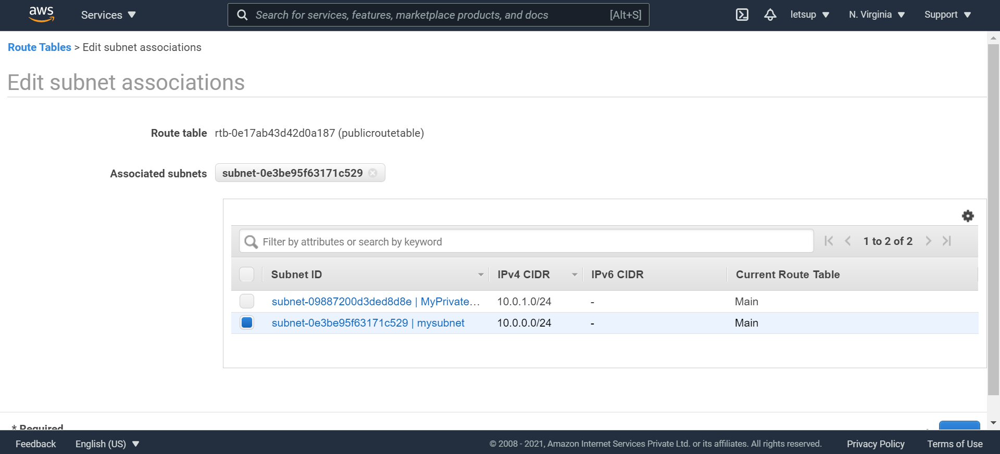 aws Services Search for services, features, marketplace products, and docs [Alt+S] letsup N. Virginia Support
Route Tables > Edit subnet associations
Edit subnet associations
Route table rtb-0e17ab43d42d0a187 (publicroutetable)
Associated subnets subnet-0e3be95f63171c529
Filter by attributes or search by keyword 1 to 2 of 2
Subnet ID IPv4 CIDR IPv6 CIDR Current Route Table
subnet-09887200d3ded8d8e | MyPrivate... 10.0.1.0/24 - Main
subnet-0e3be95f63171c529 | mysubnet 10.0.0.0/24 - Main
* Required
Feedback English (US) © 2008 - 2021, Amazon Internet Services Private Ltd. or its affiliates. All rights reserved. Privacy Policy Terms of Use